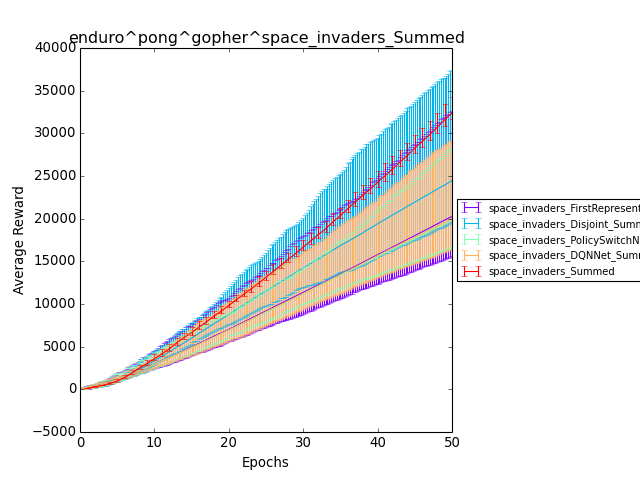 enduro^pong^gopher^space_invaders_Summed
40000
35000
30000
25000
20000
15000
10000
5000
0
−5000
Average Reward
0 10 20 30 40 50
Epochs
space_invaders_FirstRepresent
space_invaders_Disjoint_Summ
space_invaders_PolicySwitchN
space_invaders_DQNNet_Summ
space_invaders_Summed